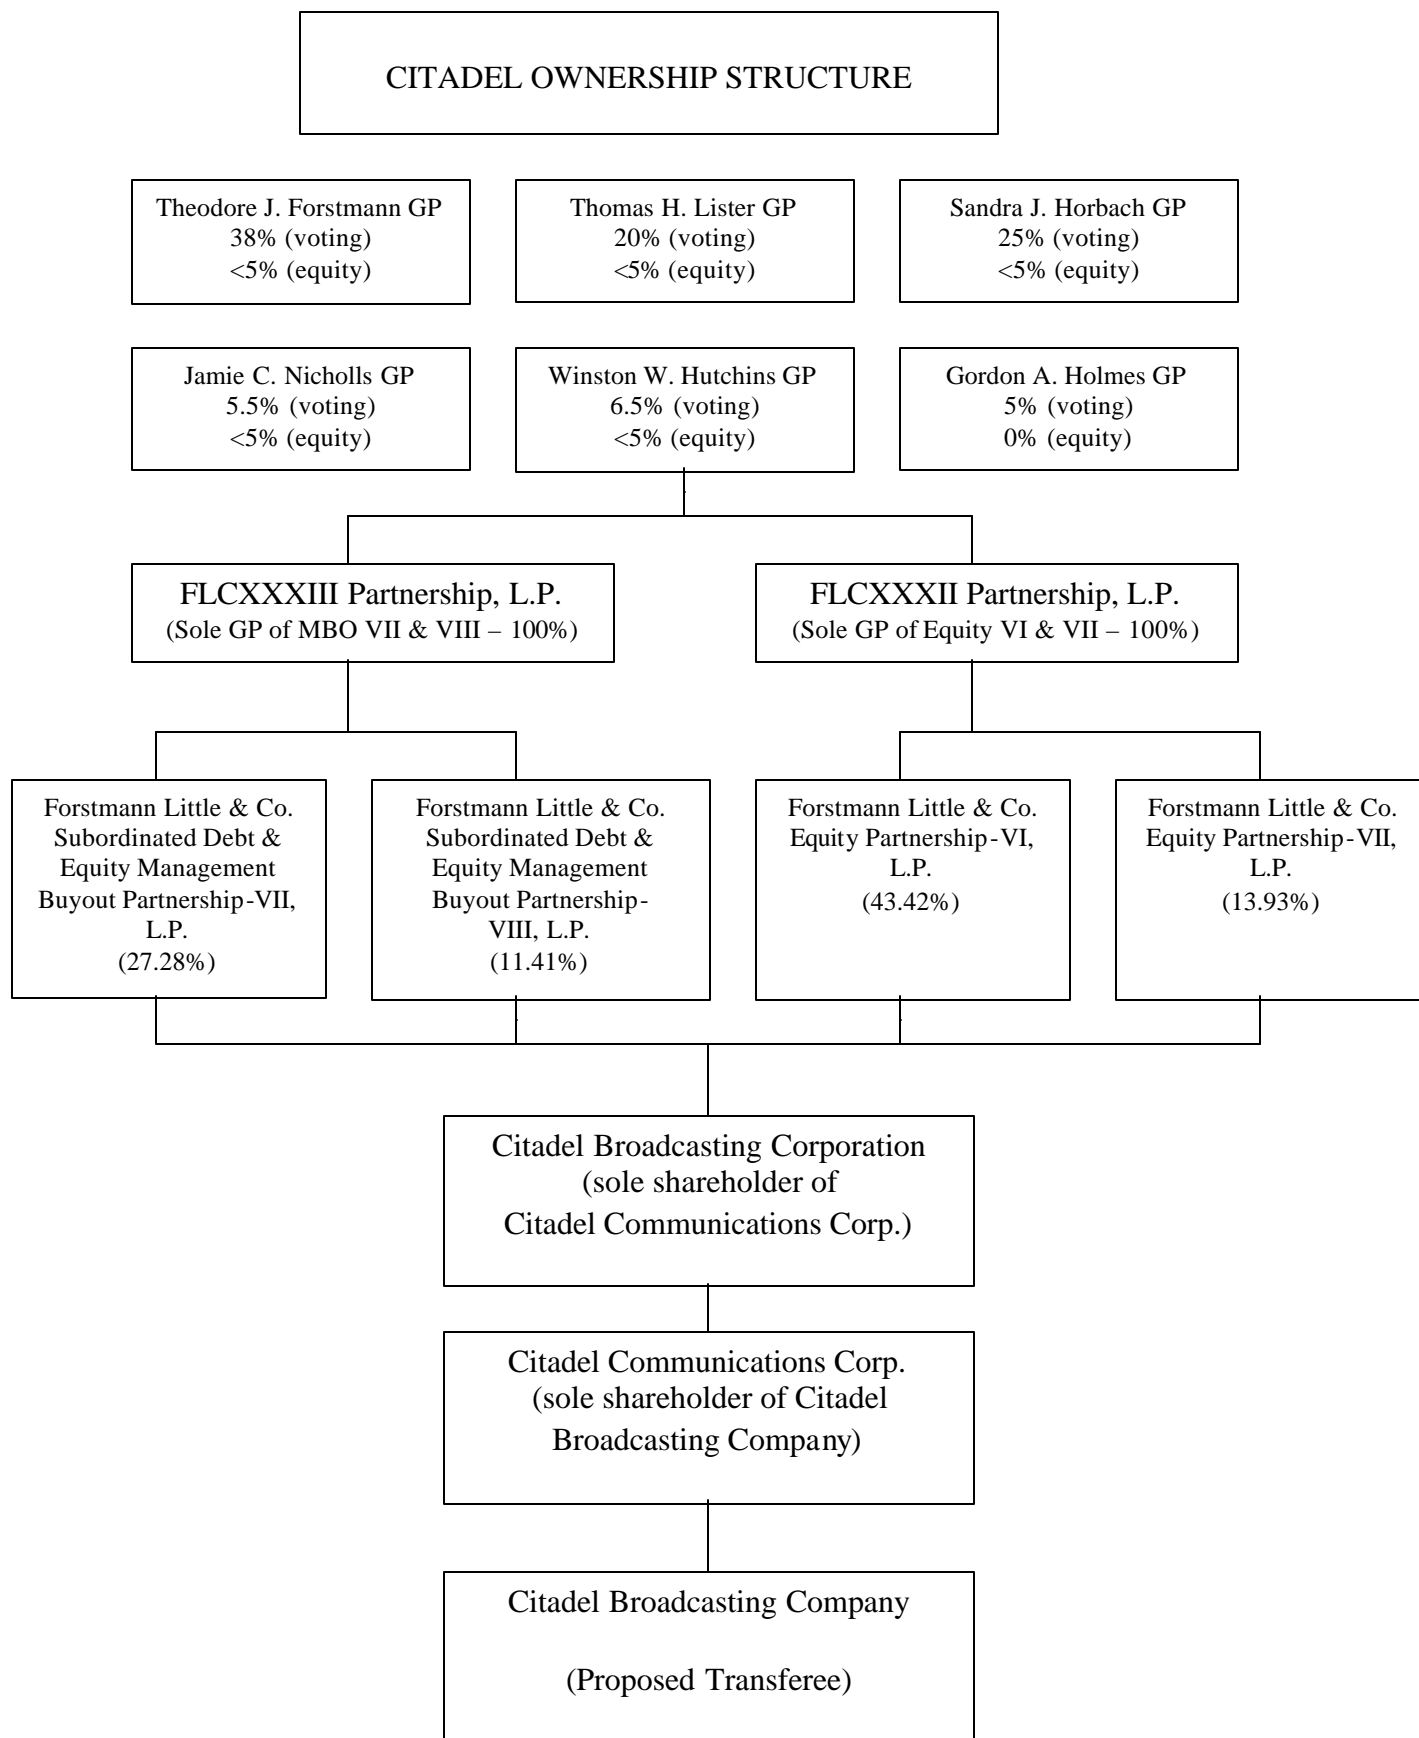 CITADEL OWNERSHIP STRUCTURE
Theodore J. Forstmann GP
38% (voting)
<5% (equity)
Thomas H. Lister GP
20% (voting)
<5% (equity)
Sandra J. Horbach GP
25% (voting)
<5% (equity)
Jamie C. Nicholls GP
5.5% (voting)
<5% (equity)
Winston W. Hutchins GP
6.5% (voting)
<5% (equity)
Gordon A. Holmes GP
5% (voting)
0% (equity)
FLCXXXIII Partnership, L.P.
(Sole GP of MBO VII & VIII – 100%)
FLCXXXII Partnership, L.P.
(Sole GP of Equity VI & VII – 100%)
Forstmann Little & Co.
Subordinated Debt &
Equity Management
Buyout Partnership-VII,
L.P.
(27.28%)
Forstmann Little & Co.
Subordinated Debt &
Equity Management
Buyout Partnership-
VIII, L.P.
(11.41%)
Forstmann Little & Co.
Equity Partnership-VI,
L.P.
(43.42%)
Forstmann Little & Co.
Equity Partnership-VII,
L.P.
(13.93%)
Citadel Broadcasting Corporation
(sole shareholder of
Citadel Communications Corp.)
Citadel Communications Corp.
(sole shareholder of Citadel
Broadcasting Company)
Citadel Broadcasting Company
(Proposed Transferee)